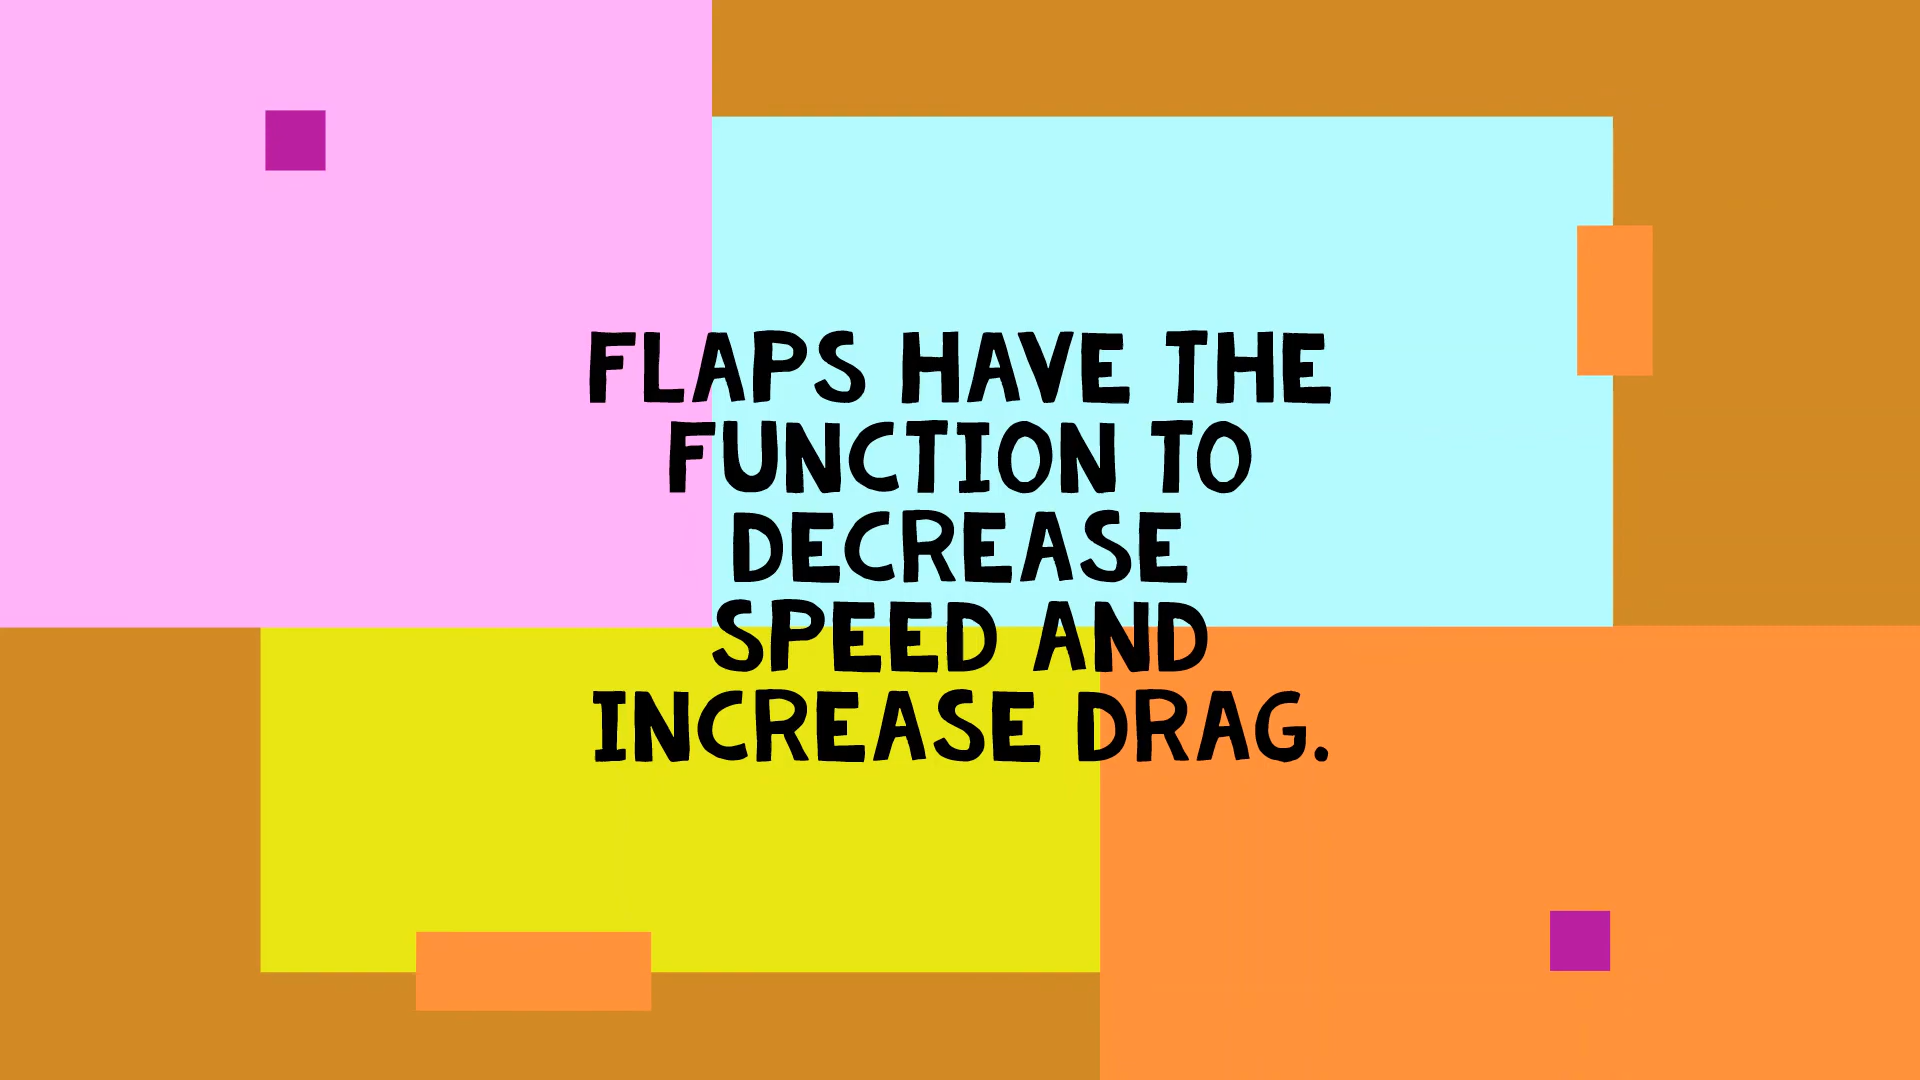 FLAPS HAVE THE
FUNCTION TO
DECREASE
SPEED AND
INCREASE DRAG.